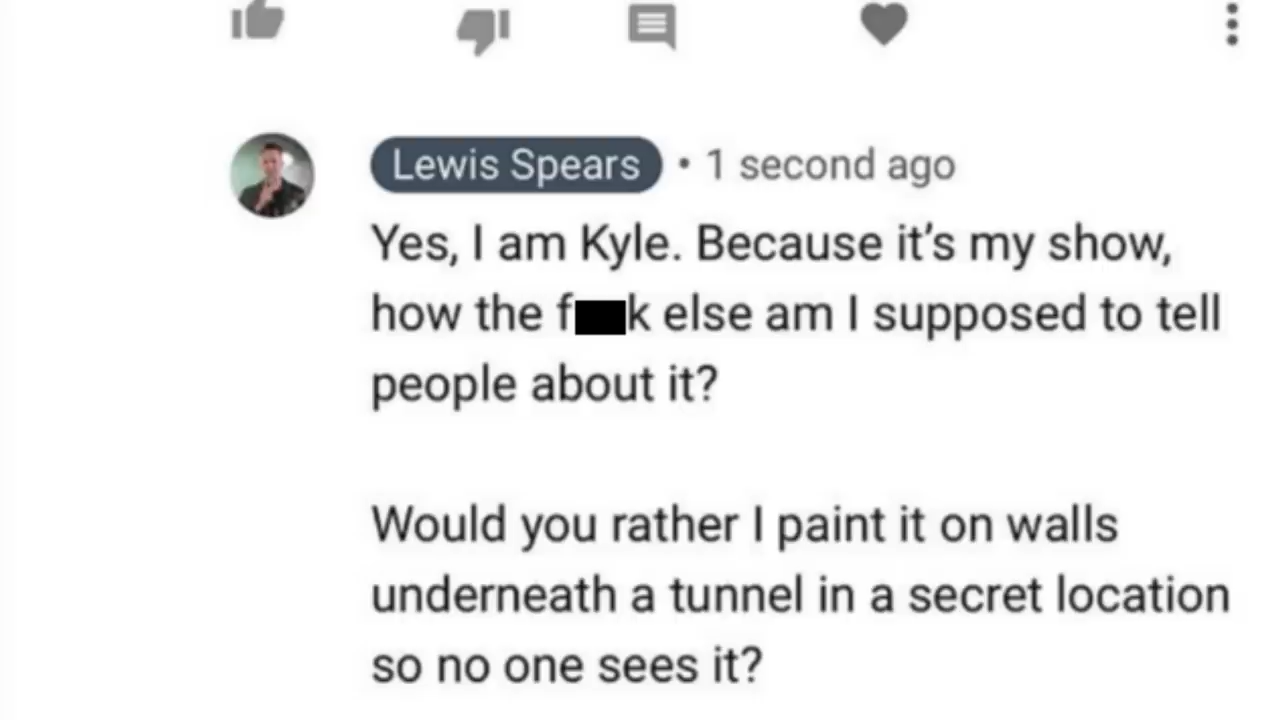 Lewis Spears • 1 second ago
Yes, I am Kyle. Because it’s my show,
how the f██k else am I supposed to tell
people about it?
Would you rather I paint it on walls
underneath a tunnel in a secret location
so no one sees it?